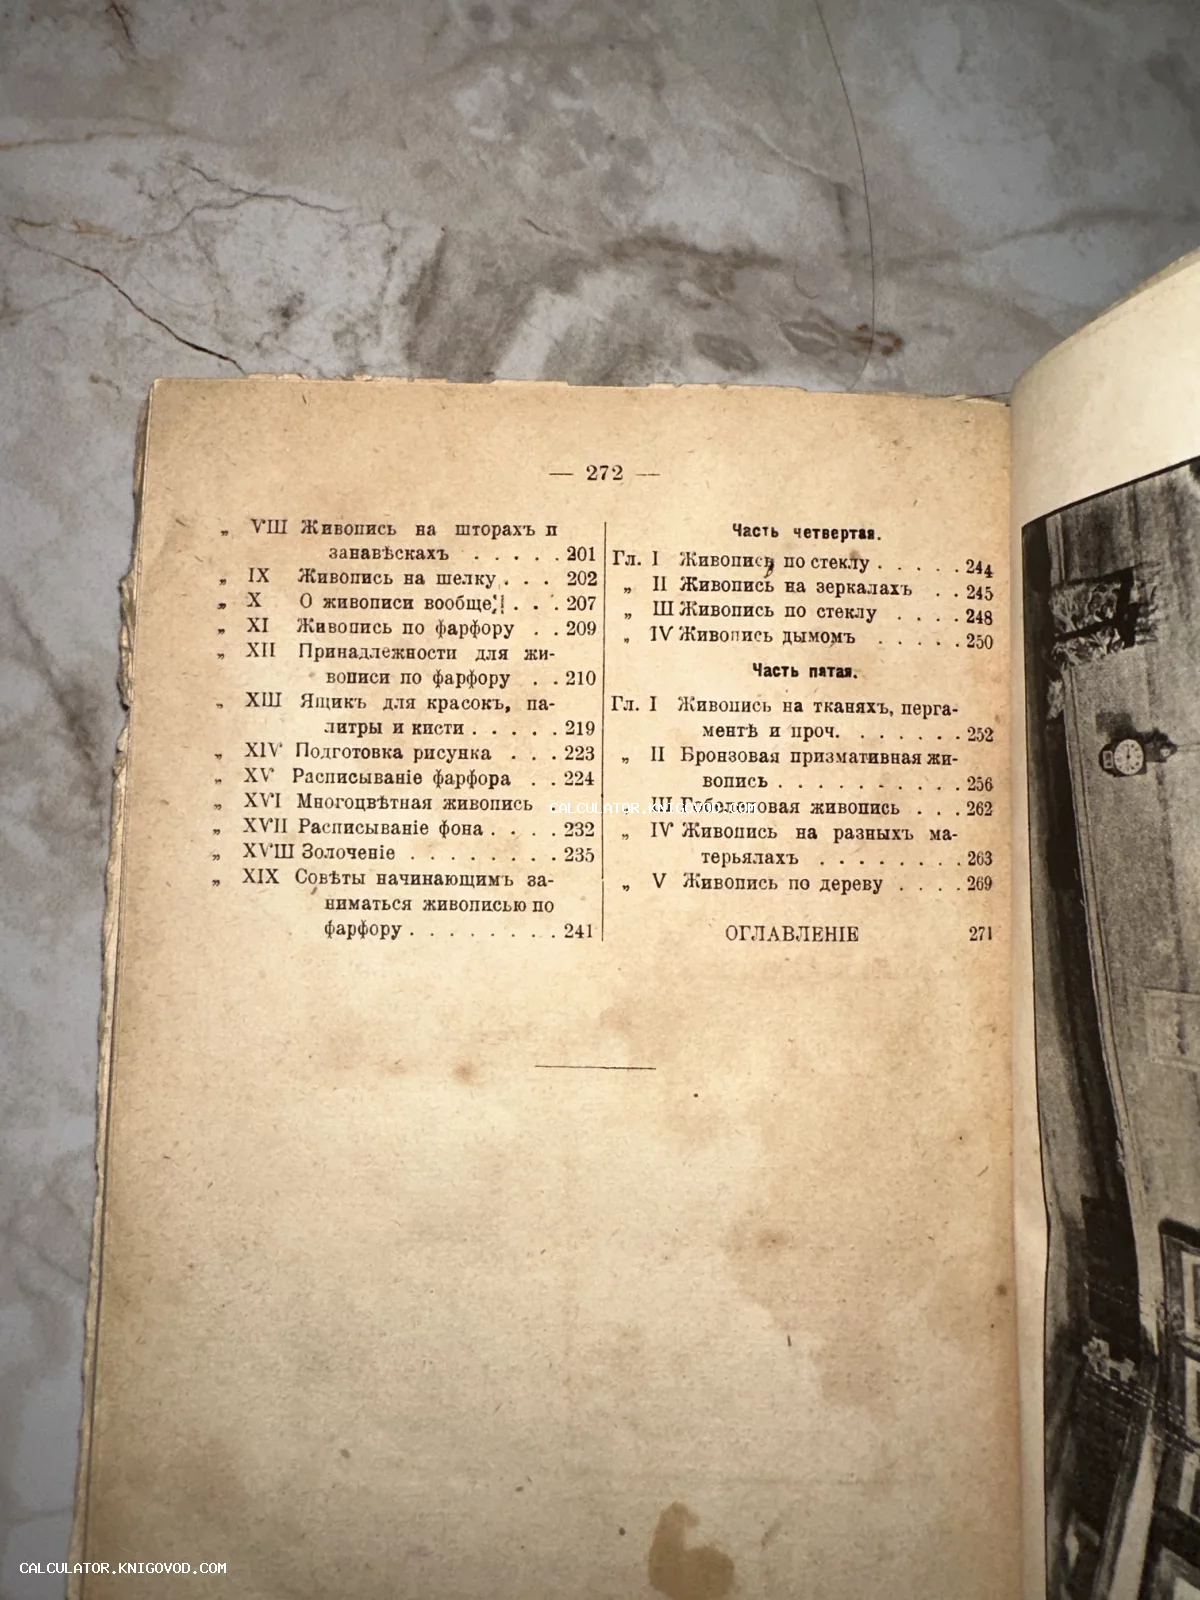 — 272 —
„ VIII Живопись на шторахъ и
занавѣскахъ . . . . . 201
„ IX Живопись на шелку . . . 202
„ X О живописи вообще . . . 207
„ XI Живопись по фарфору . . 209
„ XII Принадлежности для жи-
вописи по фарфору . . 210
„ XIII Ящикъ для красокъ, па-
литры и кисти . . . . . 219
„ XIV Подготовка рисунка . . . 223
„ XV Расписываніе фарфора . . 224
„ XVI Многоцвѣтная живопись
„ XVII Расписываніе фона . . . . 232
„ XVIII Золоченіе . . . . . . . . 235
„ XIX Совѣты начинающимъ за-
ниматься живописью по
фарфору . . . . . . . . 241
Часть четвертая.
Гл. I Живопись по стеклу . . . . . 244
„ II Живопись на зеркалахъ . . 245
„ III Живопись по стеклу . . . . 248
„ IV Живопись дымомъ . . . . . 250
Часть пятая.
Гл. I Живопись на тканяхъ, перга-
ментѣ и проч. . . . . . . 252
„ II Бронзовая призмативная жи-
вопись . . . . . . . . . . 256
„ III Гобеленовая живопись . . . 262
„ IV Живопись на разныхъ ма-
терьялахъ . . . . . . . . 263
„ V Живопись по дереву . . . . 269
ОГЛАВЛЕНІЕ 271
CALCULATOR.KNIGOVOD.COM
CALCULATOR.KNIGOVOD.COM